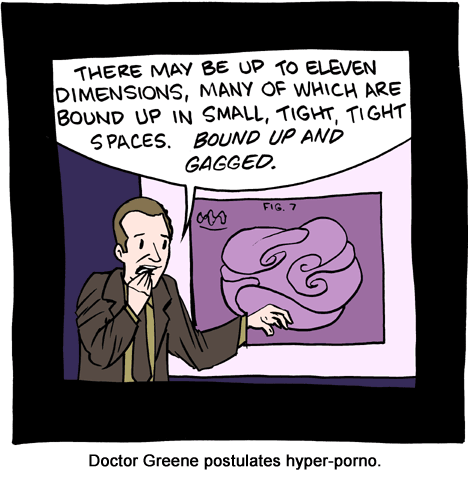 THERE MAY BE UP TO ELEVEN
DIMENSIONS, MANY OF WHICH ARE
BOUND UP IN SMALL, TIGHT, TIGHT
SPACES. BOUND UP AND
GAGGED.
FIG. 7
Doctor Greene postulates hyper-porno.